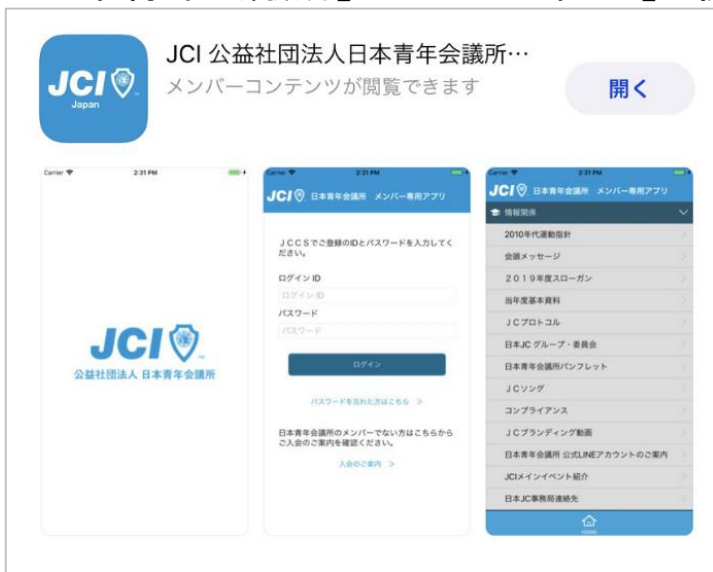 JCI 公益社団法人日本青年会議所…
メンバーコンテンツが閲覧できます
開く
JCI
Japan
Carrier 2:31 PM
JCI
公益社団法人 日本青年会議所
Carrier 2:31 PM
JCI 日本青年会議所 メンバー専用アプリ
ＪＣＣＳでご登録のIDとパスワードを入力してく
ださい。
ログイン ID
ログイン ID
パスワード
パスワード
ログイン
パスワードを忘れた方はこちら >
日本青年会議所のメンバーでない方はこちらから
ご入会のご案内を確認ください。
入会のご案内 >
Carrier 2:31 PM
JCI 日本青年会議所 メンバー専用アプリ
情報関係
2010年代運動指針
会頭メッセージ
２０１９年度スローガン
当年度基本資料
ＪＣプロトコル
日本JC グループ・委員会
日本青年会議所パンフレット
ＪＣソング
コンプライアンス
ＪＣブランディング動画
日本青年会議所 公式LINEアカウントのご案内
JCIメインイベント紹介
日本JC事務局連絡先
HOME